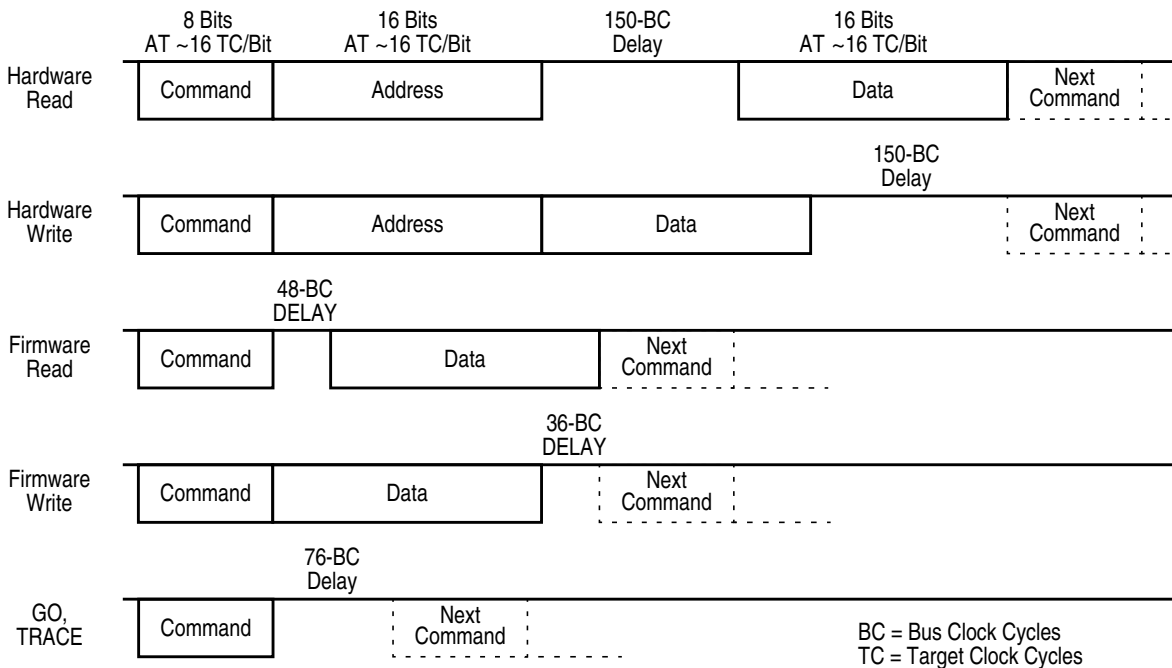 8 Bits
AT ~16 TC/Bit
16 Bits
AT ~16 TC/Bit
150-BC
Delay
16 Bits
AT ~16 TC/Bit
Hardware
Read
Command
Address
Data
Next
Command
150-BC
Delay
Hardware
Write
Command
Address
Data
Next
Command
48-BC
DELAY
Firmware
Read
Command
Data
Next
Command
36-BC
DELAY
Firmware
Write
Command
Data
Next
Command
76-BC
Delay
GO,
TRACE
Command
Next
Command
BC = Bus Clock Cycles
TC = Target Clock Cycles